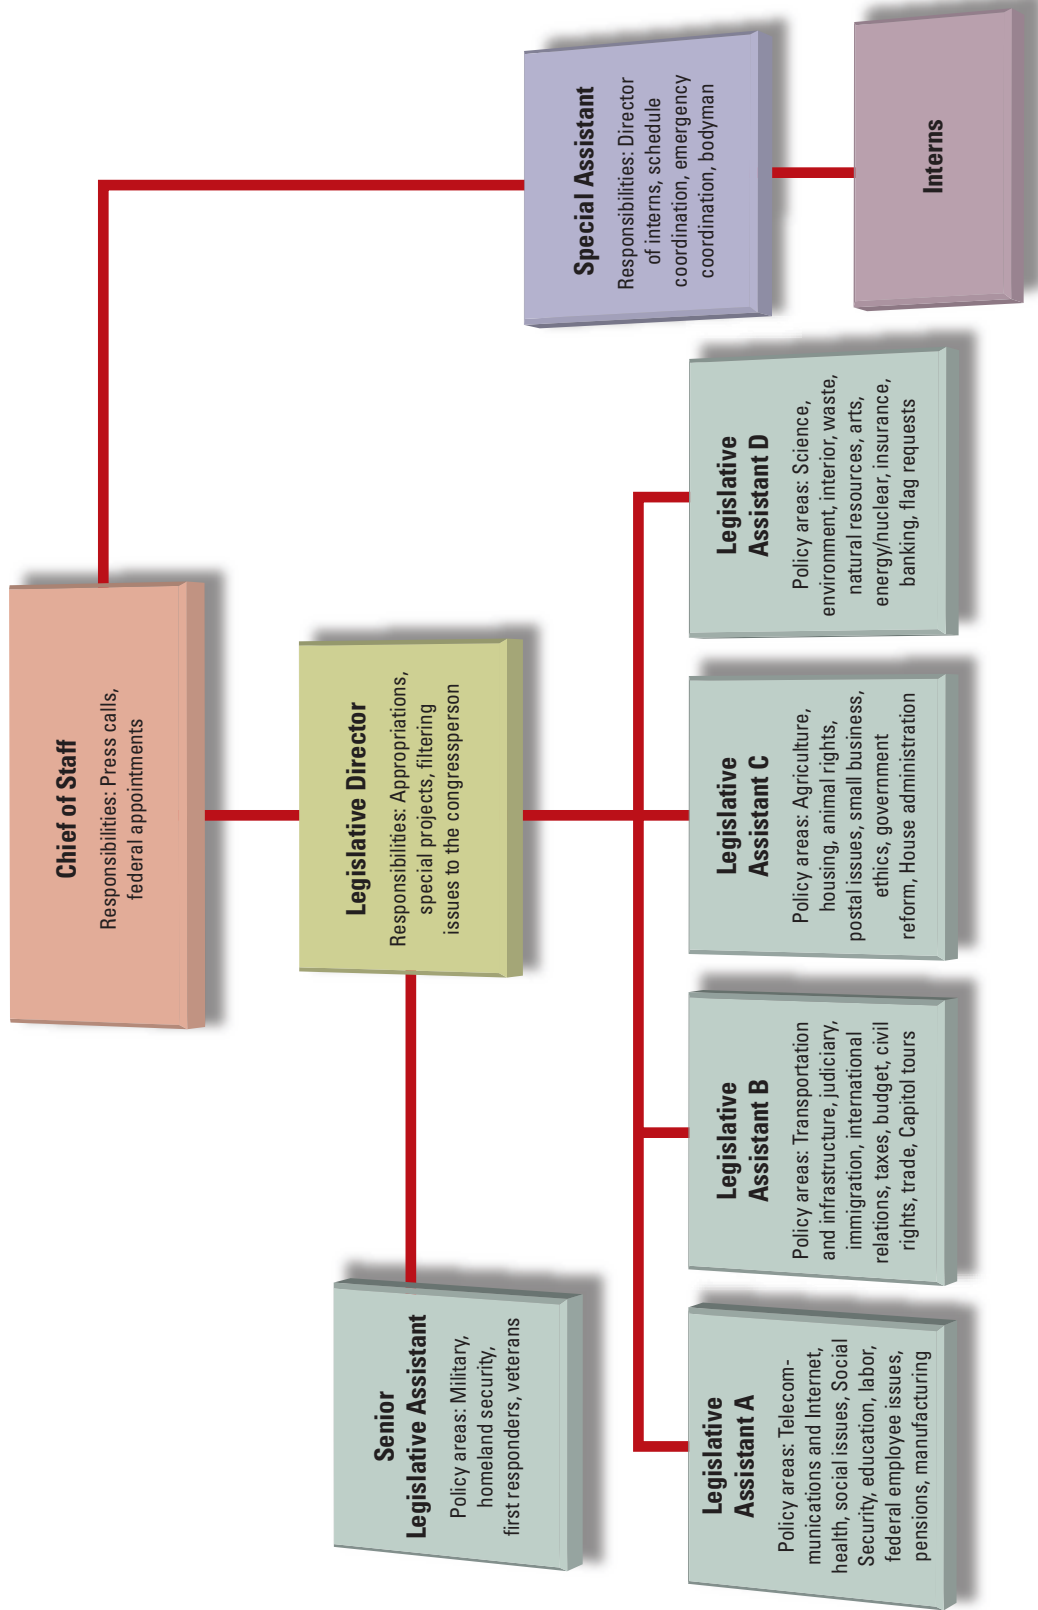 Chief of Staff
Responsibilities: Press calls,
federal appointments
Legislative Director
Responsibilities: Appropriations,
special projects, filtering
issues to the congressperson
Senior
Legislative Assistant
Policy areas: Military,
homeland security,
first responders, veterans
Special Assistant
Responsibilities: Director
of interns, schedule
coordination, emergency
coordination, bodyman
Legislative
Assistant A
Policy areas: Telecom-
munications and Internet,
health, social issues, Social
Security, education, labor,
federal employee issues,
pensions, manufacturing
Legislative
Assistant B
Policy areas: Transportation
and infrastructure, judiciary,
immigration, international
relations, taxes, budget, civil
rights, trade, Capitol tours
Legislative
Assistant C
Policy areas: Agriculture,
housing, animal rights,
postal issues, small business,
ethics, government
reform, House administration
Legislative
Assistant D
Policy areas: Science,
environment, interior, waste,
natural resources, arts,
energy/nuclear, insurance,
banking, flag requests
Interns